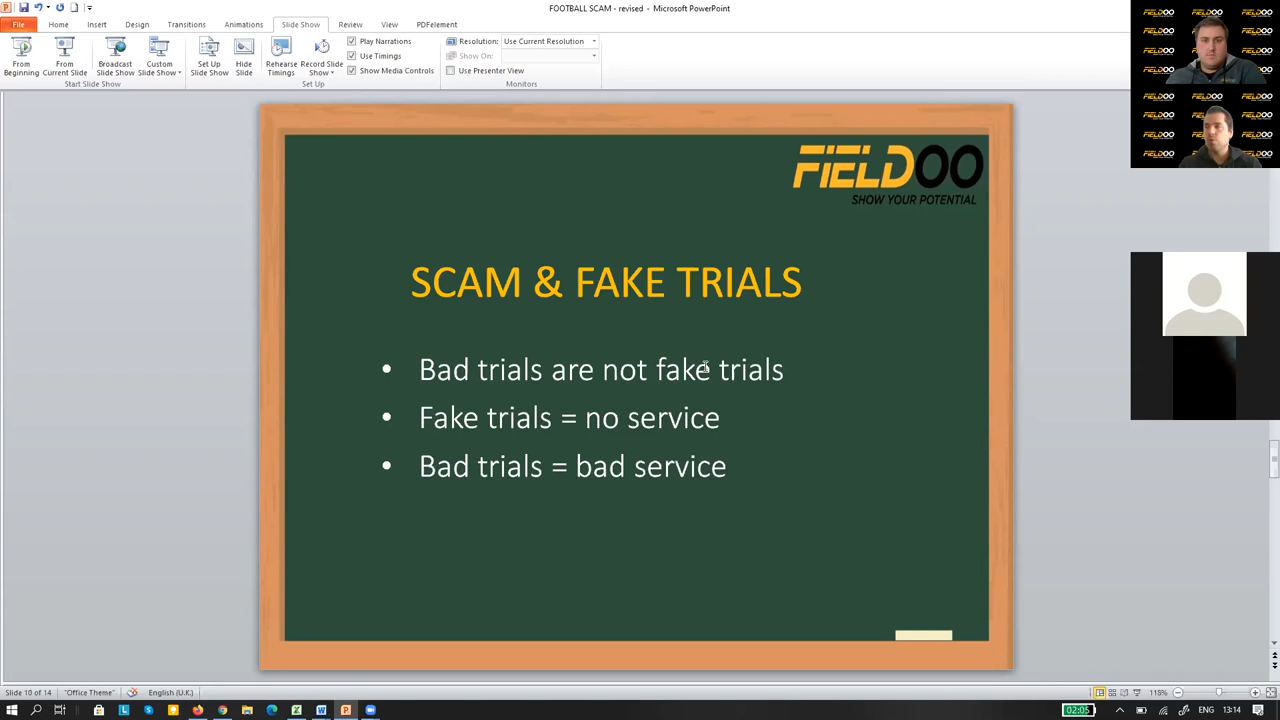 FOOTBALL SCAM - revised - Microsoft PowerPoint
File Home Insert Design Transitions Animations Slide Show Review View PDFelement
From Beginning
From Current Slide
Broadcast Slide Show
Custom Slide Show
Set Up Slide Show
Hide Slide
Rehearse Timings
Record Slide Show
Play Narrations
Use Timings
Show Media Controls
Resolution: Use Current Resolution
Show On:
Use Presenter View
Start Slide Show Set Up Monitors
FIELDOO
SHOW YOUR POTENTIAL
SCAM & FAKE TRIALS
• Bad trials are not fake trials
• Fake trials = no service
• Bad trials = bad service
Slide 10 of 14 "Office Theme" English (U.K.) 118%
02:05 ENG 13:14